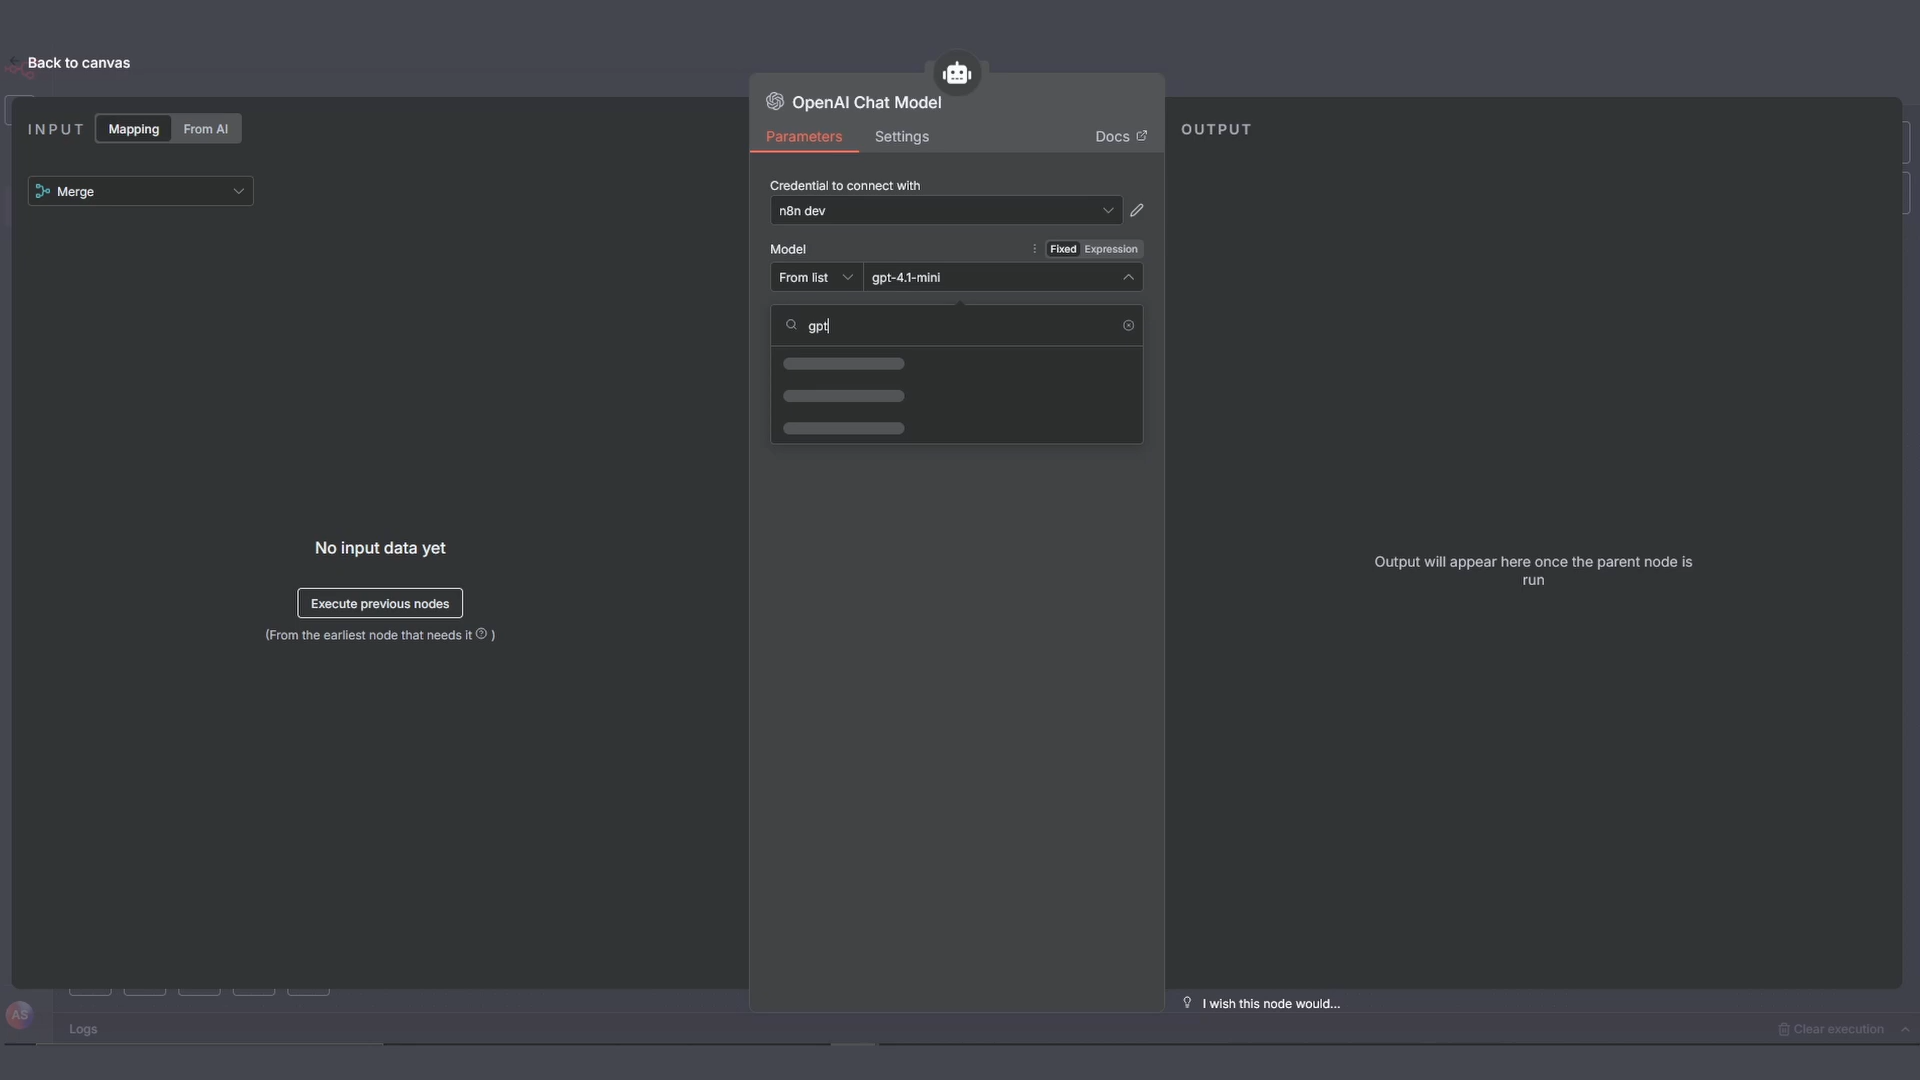 Back to canvas
INPUT
Mapping
From AI
Merge
No input data yet
Execute previous nodes
(From the earliest node that needs it ? )
OpenAI Chat Model
Parameters
Settings
Docs
Credential to connect with
n8n dev
Model
Fixed
Expression
From list
gpt-4.1-mini
gpt
OUTPUT
Output will appear here once the parent node is
run
I wish this node would...
AS
Logs
Clear execution